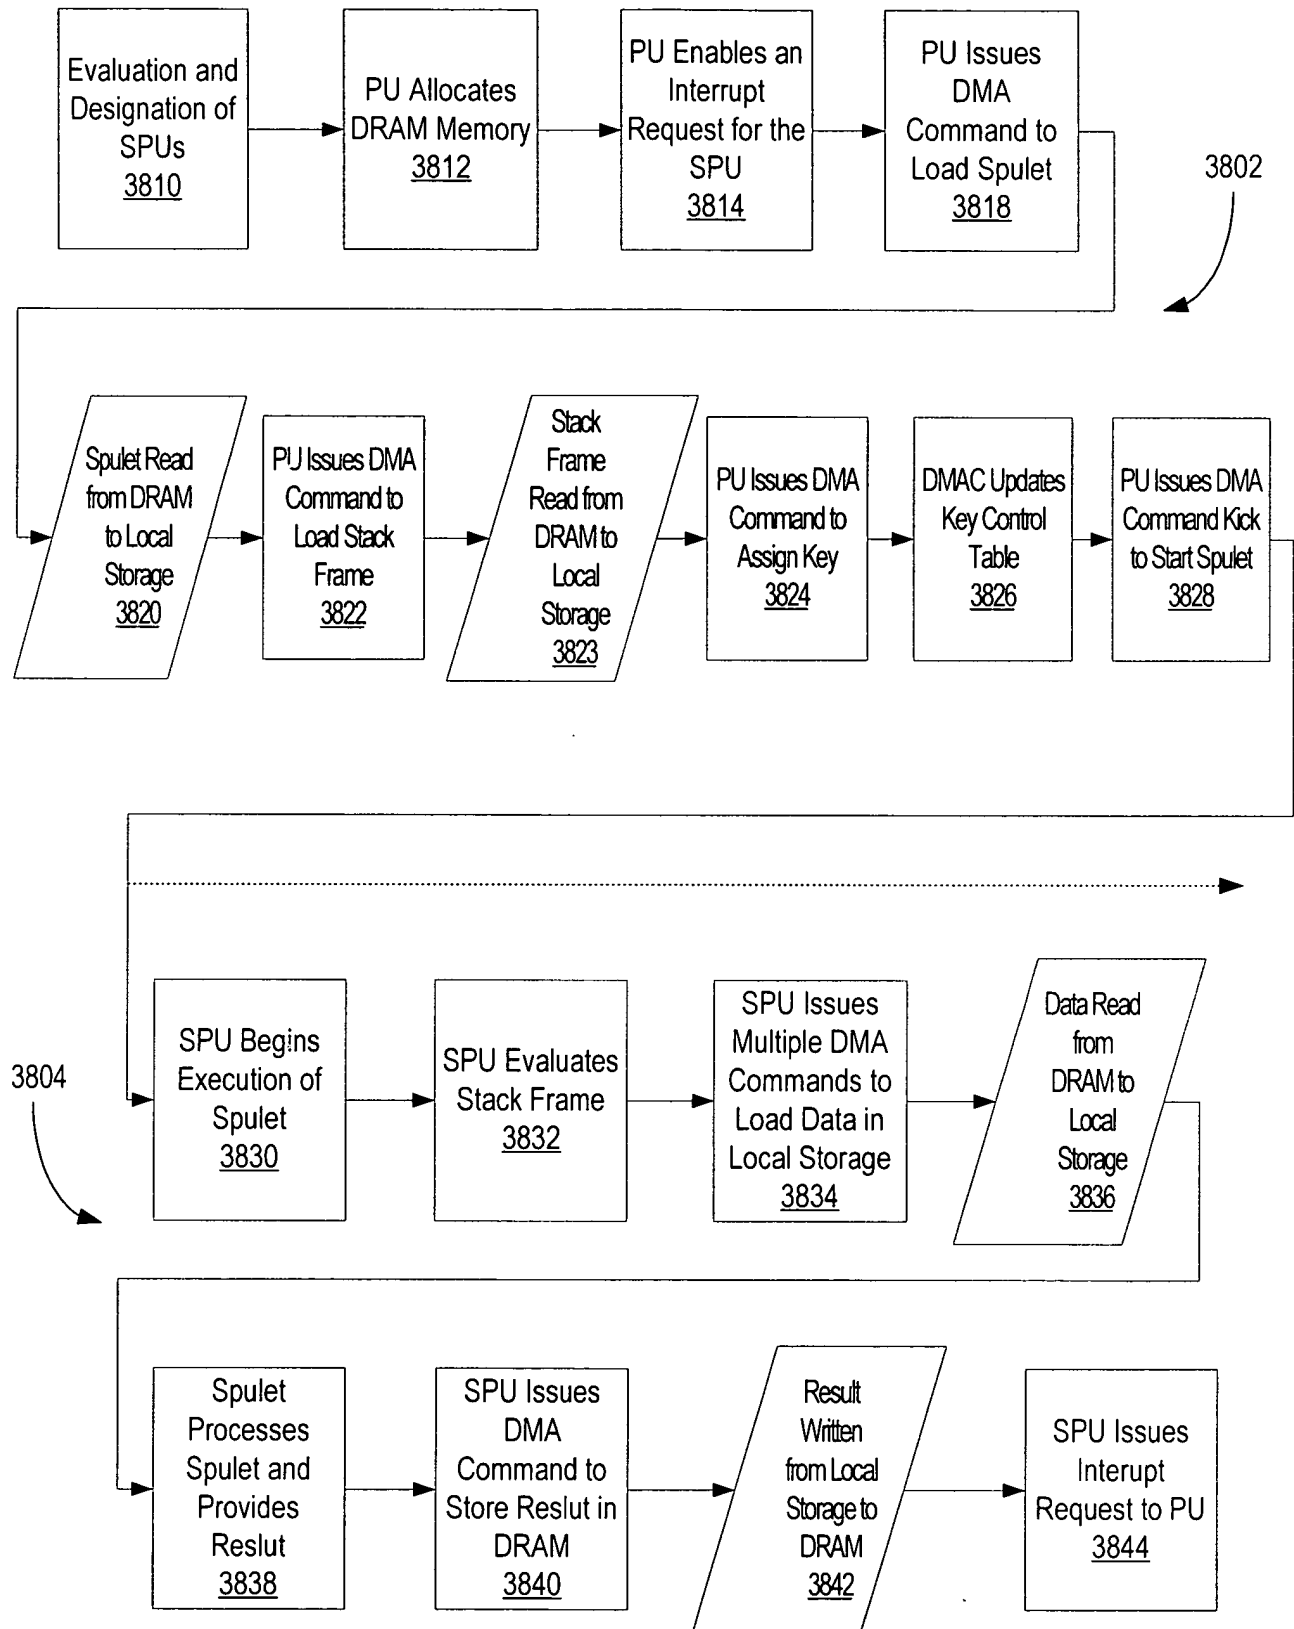 Evaluation and
Designation of
SPUs
3810
PU Allocates
DRAM Memory
3812
PU Enables an
Interrupt
Request for the
SPU
3814
PU Issues
DMA
Command to
Load Spulet
3818
3802
Spulet Read
from DRAM
to Local
Storage
3820
PU Issues DMA
Command to
Load Stack
Frame
3822
Stack
Frame
Read from
DRAM to
Local
Storage
3823
PU Issues DMA
Command to
Assign Key
3824
DMAC Updates
Key Control
Table
3826
PU Issues DMA
Command Kick
to Start Spulet
3828
3804
SPU Begins
Execution of
Spulet
3830
SPU Evaluates
Stack Frame
3832
SPU Issues
Multiple DMA
Commands to
Load Data in
Local Storage
3834
Data Read
from
DRAM to
Local
Storage
3836
Spulet
Processes
Spulet and
Provides
Reslut
3838
SPU Issues
DMA
Command to
Store Reslut in
DRAM
3840
Result
Written
from Local
Storage to
DRAM
3842
SPU Issues
Interupt
Request to PU
3844